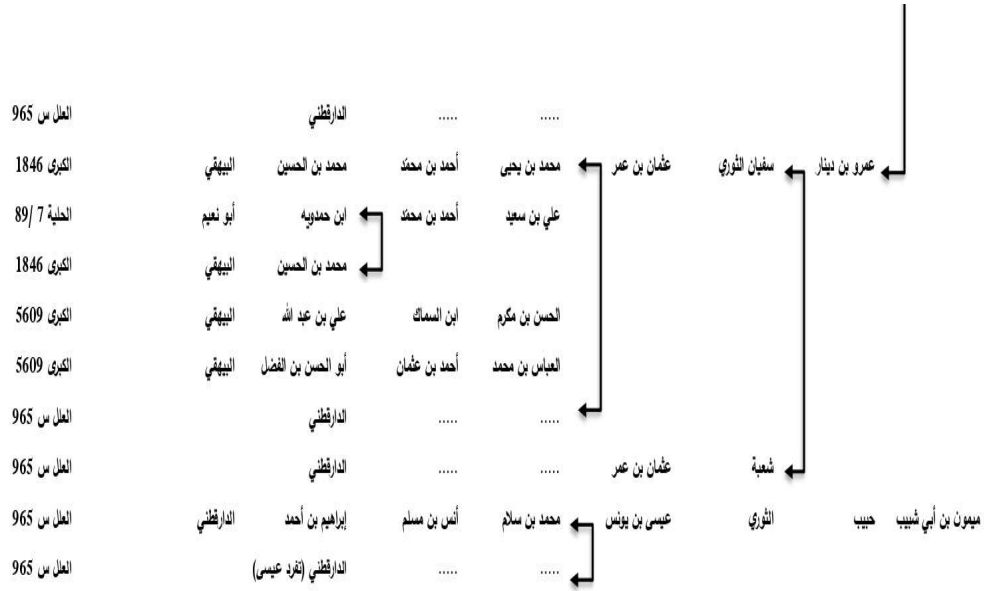 ..... ..... الدارقطني العلل س 965
عمرو بن دينار سفيان الثوري عثمان بن عمر محمد بن يحيى أحمد بن محمد محمد بن الحسين البيهقي الكبرى 1846
علي بن سعيد أحمد بن محمد ابن حمدويه أبو نعيم الحلية 7 /89
محمد بن الحسين البيهقي الكبرى 1846
الحسن بن مكرم ابن السماك علي بن عبد الله البيهقي الكبرى 5609
العباس بن محمد أحمد بن عثمان أبو الحسن بن الفضل البيهقي الكبرى 5609
..... ..... الدارقطني العلل س 965
شعبة عثمان بن عمر ..... ..... الدارقطني العلل س 965
ميمون بن أبي شبيب حبيب الثوري عيسى بن يونس محمد بن سلام أنس بن مسلم إبراهيم بن أحمد الدارقطني العلل س 965
..... ..... الدارقطني (تفرد عيسى) العلل س 965